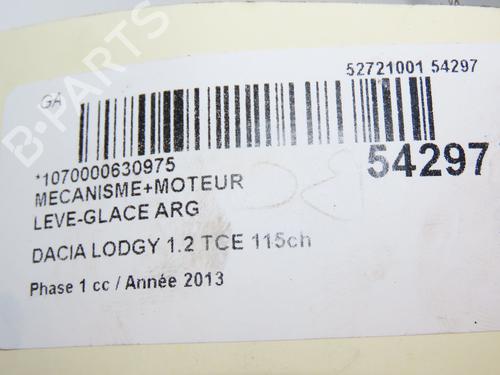 GA
52721001 54297
*1070000630975
54297
MECANISME+MOTEUR
LEVE-GLACE ARG
DACIA LODGY 1.2 TCE 115ch
Phase 1 cc / Année 2013
B-PARTS